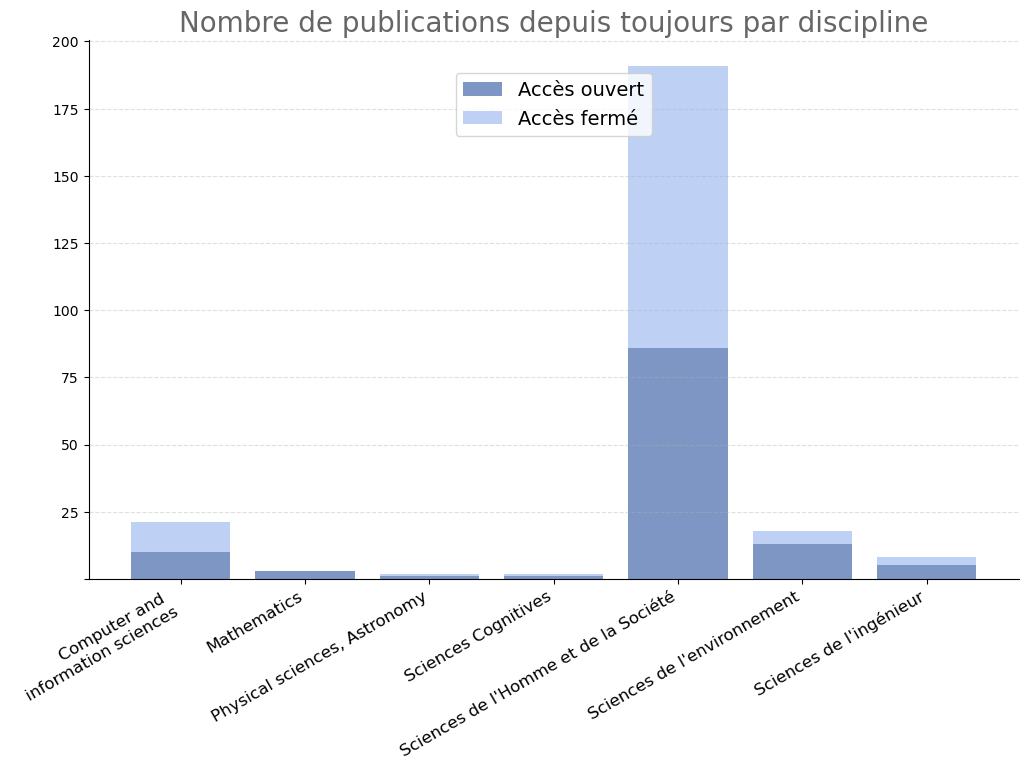 Nombre de publications depuis toujours par discipline
200
175
150
125
100
75
50
25
Accès ouvert
Accès fermé
Computer and
information sciences
Mathematics
Physical sciences, Astronomy
Sciences Cognitives
Sciences de l'Homme et de la Société
Sciences de l'environnement
Sciences de l'ingénieur